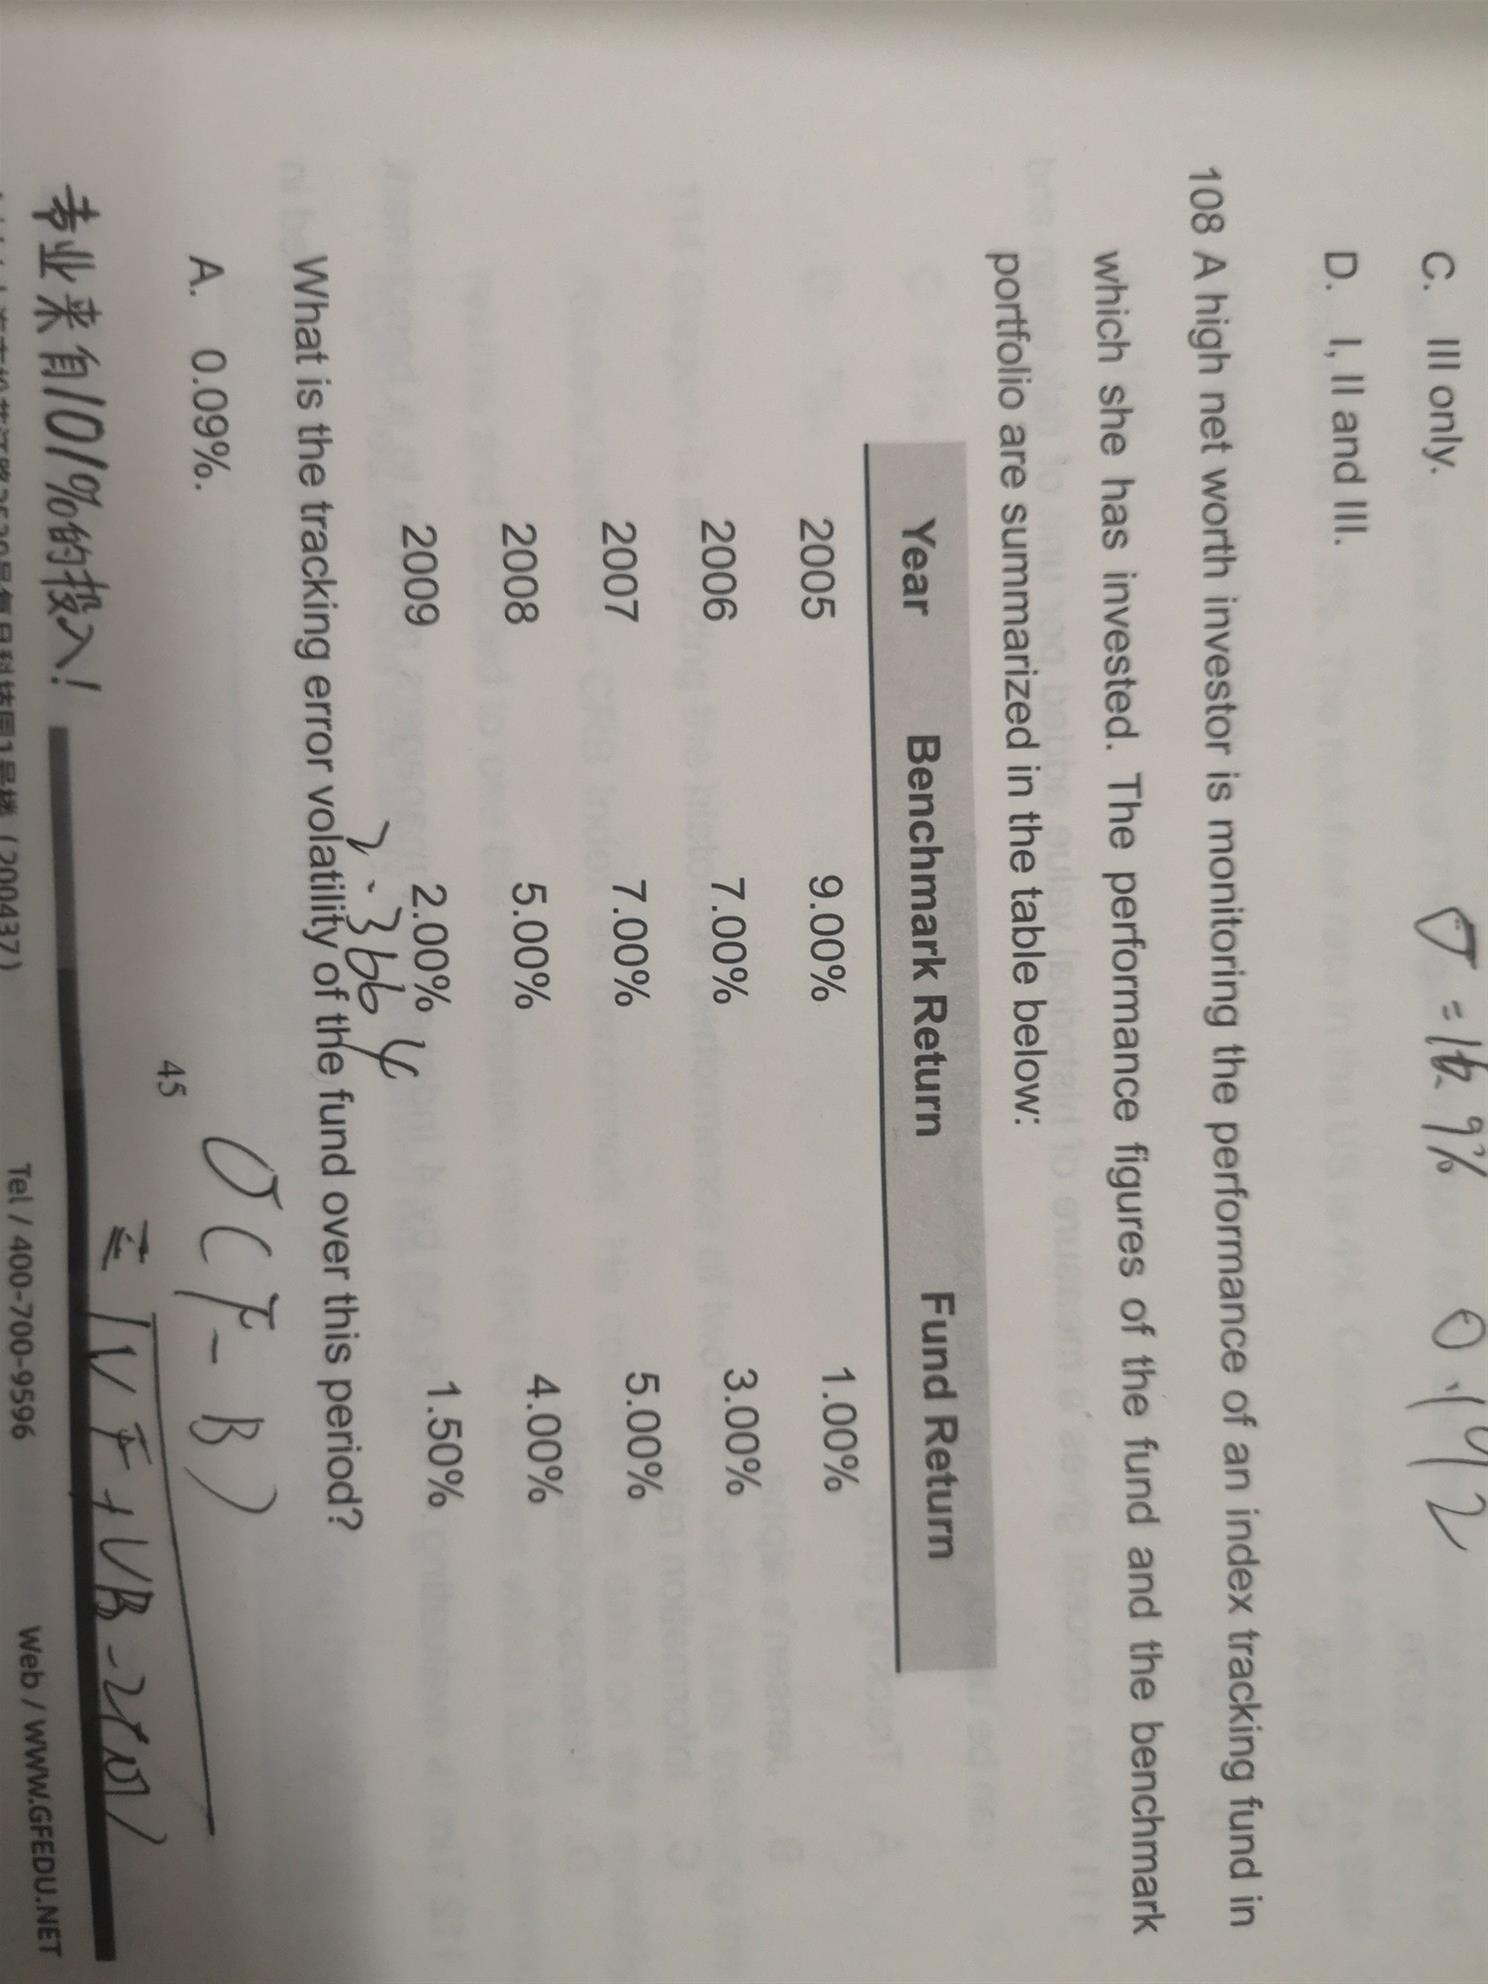 C. III only.
σ = 16.9%
D. I, II and III.
108 A high net worth investor is monitoring the performance of an index tracking fund in
which she has invested. The performance figures of the fund and the benchmark
portfolio are summarized in the table below:
Year Benchmark Return Fund Return
2005 9.00% 1.00%
2006 7.00% 3.00%
2007 7.00% 5.00%
2008 5.00% 4.00%
2009 2.00% 1.50%
What is the tracking error volatility of the fund over this period?
A. 0.09%.
σ(F-B)
45
专业来自101%的投入!
Tel / 400-700-9596 Web / WWW.GFEDU.NET